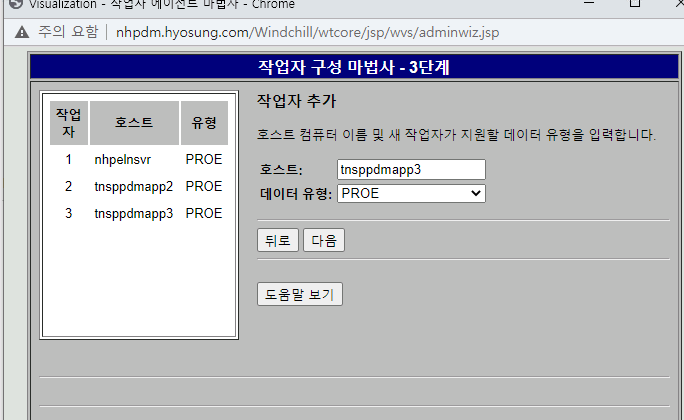 Visualization - 작업자 에이전트 마법사 - Chrome
주의 요함 | nhpdm.hyosung.com/Windchill/wtcore/jsp/wvs/adminwiz.jsp
작업자 구성 마법사 - 3단계
작업자 호스트 유형
1 nhpelnsvr PROE
2 tnsppdmapp2 PROE
3 tnsppdmapp3 PROE
작업자 추가
호스트 컴퓨터 이름 및 새 작업자가 지원할 데이터 유형을 입력합니다.
호스트: tnsppdmapp3
데이터 유형: PROE
뒤로 다음
도움말 보기